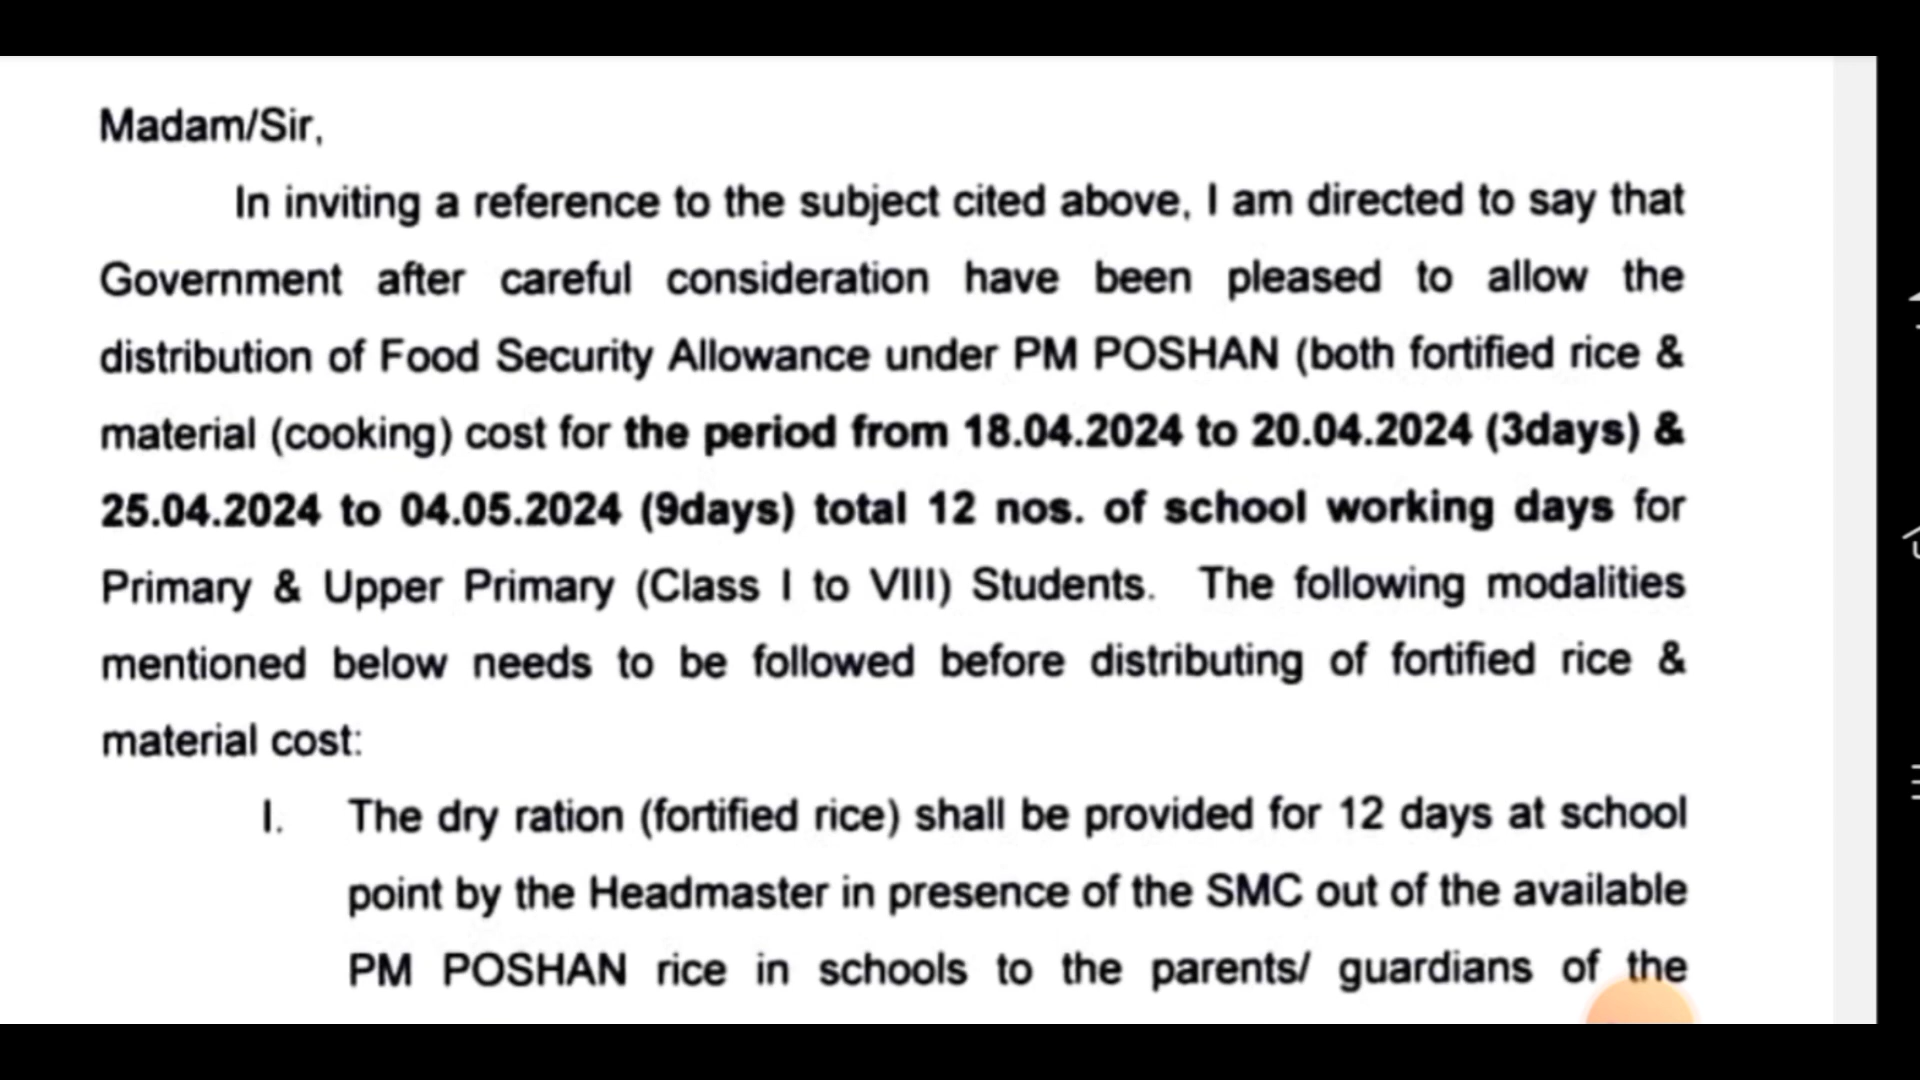 Madam/Sir,
In inviting a reference to the subject cited above, I am directed to say that
Government after careful consideration have been pleased to allow the
distribution of Food Security Allowance under PM POSHAN (both fortified rice &
material (cooking) cost for the period from 18.04.2024 to 20.04.2024 (3days) &
25.04.2024 to 04.05.2024 (9days) total 12 nos. of school working days for
Primary & Upper Primary (Class I to VIII) Students. The following modalities
mentioned below needs to be followed before distributing of fortified rice &
material cost:
I. The dry ration (fortified rice) shall be provided for 12 days at school
point by the Headmaster in presence of the SMC out of the available
PM POSHAN rice in schools to the parents/ guardians of the